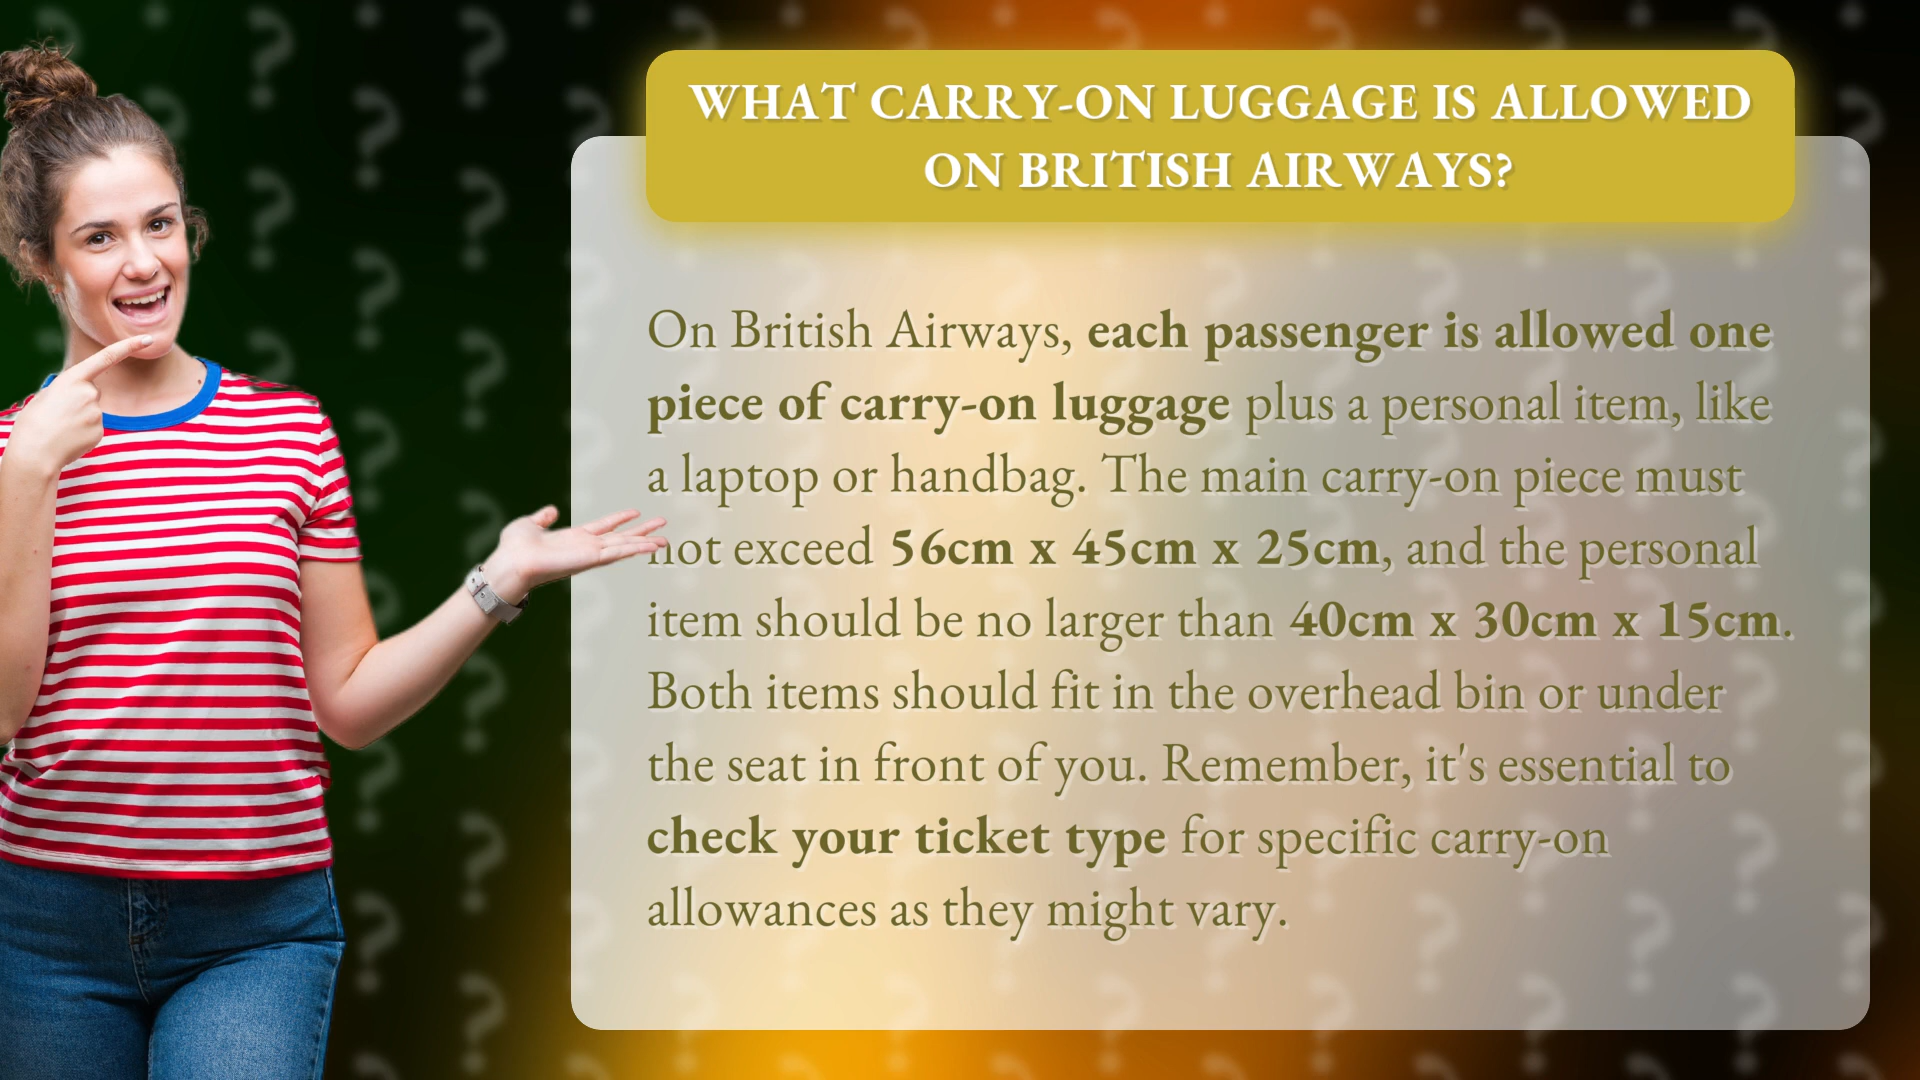 WHAT CARRY-ON LUGGAGE IS ALLOWED
ON BRITISH AIRWAYS?
On British Airways, each passenger is allowed one
piece of carry-on luggage plus a personal item, like
a laptop or handbag. The main carry-on piece must
not exceed 56cm x 45cm x 25cm, and the personal
item should be no larger than 40cm x 30cm x 15cm.
Both items should fit in the overhead bin or under
the seat in front of you. Remember, it's essential to
check your ticket type for specific carry-on
allowances as they might vary.